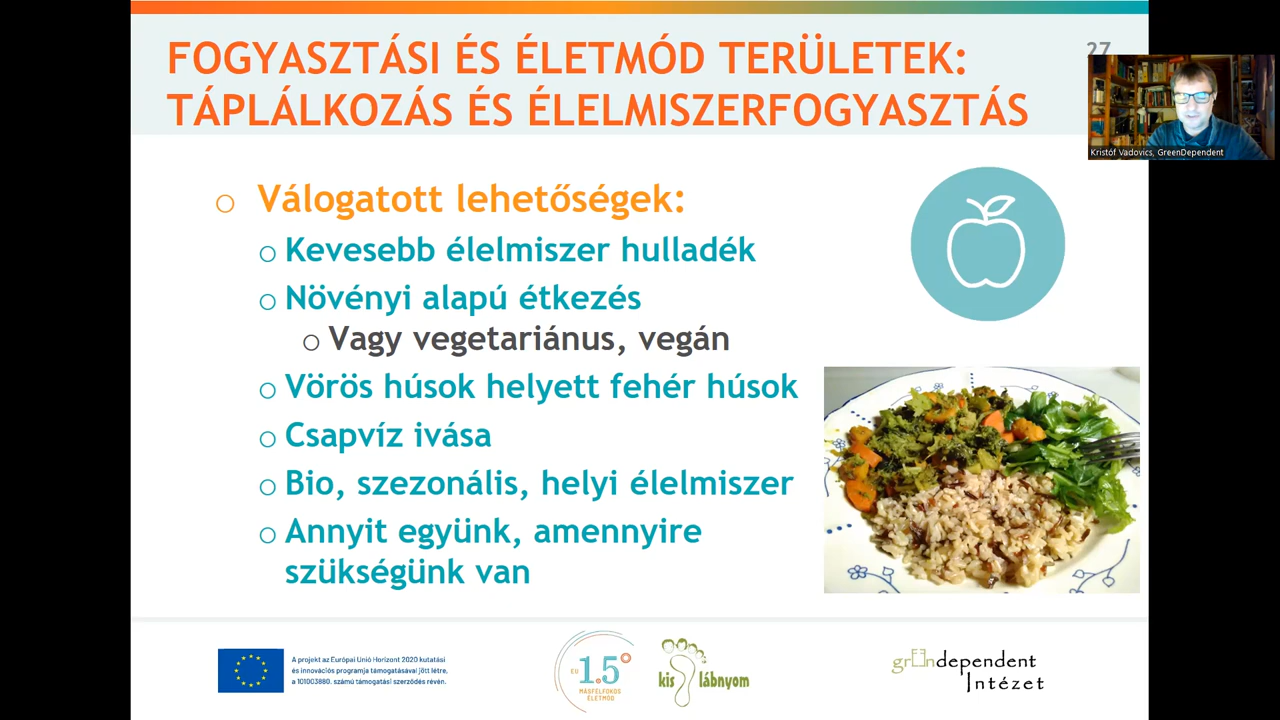 FOGYASZTÁSI ÉS ÉLETMÓD TERÜLETEK:
TÁPLÁLKOZÁS ÉS ÉLELMISZERFOGYASZTÁS
27
Kristóf Vadovics, GreenDependent
Válogatott lehetőségek:
Kevesebb élelmiszer hulladék
Növényi alapú étkezés
Vagy vegetariánus, vegán
Vörös húsok helyett fehér húsok
Csapvíz ivása
Bio, szezonális, helyi élelmiszer
Annyit együnk, amennyire
szükségünk van
A projekt az Európai Unió Horizont 2020 kutatási
és innovációs programja támogatásával jött létre,
a 101003880. számú támogatási szerződés révén.
EU 1.5°
MÁSFÉLFOKOS
ÉLETMÓD
kis lábnyom
greendependent
Intézet